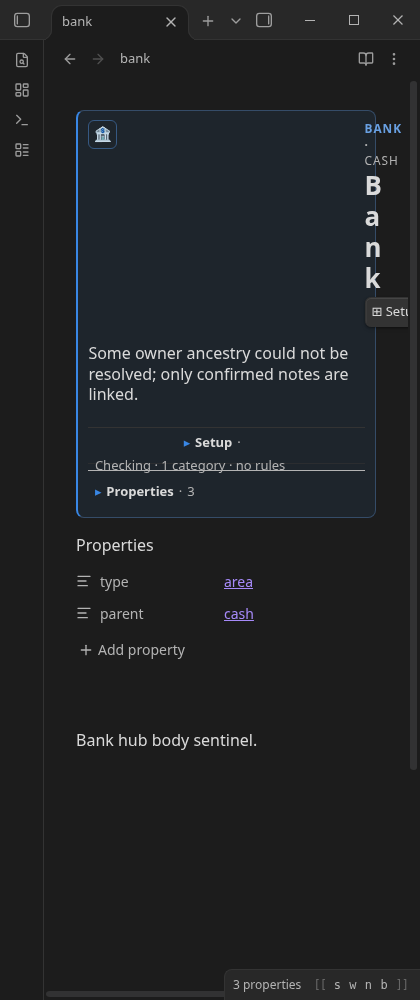 bank
bank
BANK
·
CASH
B
a
n
k
⊞ Setu
Some owner ancestry could not be
resolved; only confirmed notes are
linked.
▸ Setup ·
Checking · 1 category · no rules
▸ Properties · 3
Properties
type area
parent cash
+ Add property
Bank hub body sentinel.
3 properties [[ s w n b ]]